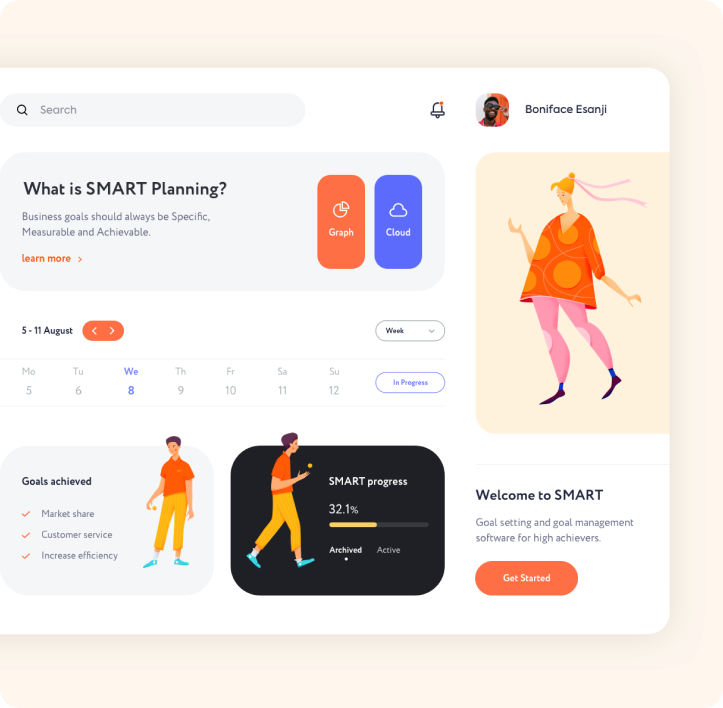 Search
Boniface Esanji
What is SMART Planning?
Business goals should always be Specific,
Measurable and Achievable.
learn more
Graph
Cloud
5 - 11 August
Week
Mo Tu We Th Fr Sa Su
5 6 8 9 10 11 12
In Progress
Goals achieved
Market share
Customer service
Increase efficiency
SMART progress
32.1%
Archived Active
Welcome to SMART
Goal setting and goal management
software for high achievers.
Get Started